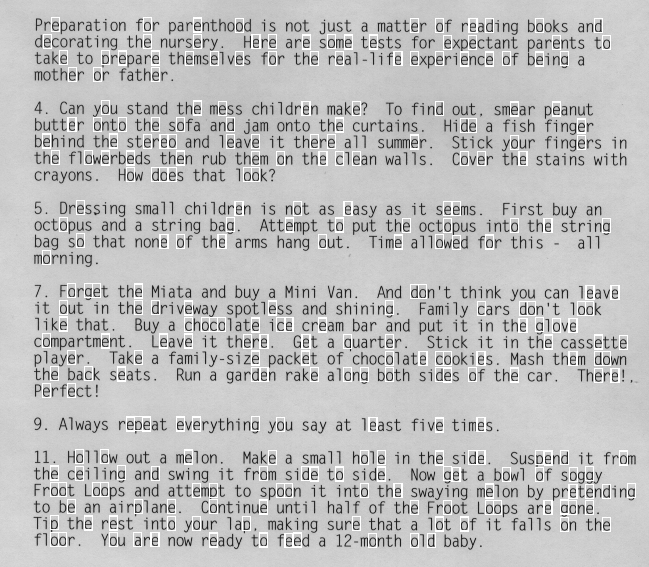 Preparation for parenthood is not just a matter of reading books and
decorating the nursery.  Here are some tests for expectant parents to
take to prepare themselves for the real-life experience of being a
mother or father.
4. Can you stand the mess children make?  To find out, smear peanut
butter onto the sofa and jam onto the curtains.  Hide a fish finger
behind the stereo and leave it there all summer.  Stick your fingers in
the flowerbeds then rub them on the clean walls.  Cover the stains with
crayons.  How does that look?
5. Dressing small children is not as easy as it seems.  First buy an
octopus and a string bag.  Attempt to put the octopus into the string
bag so that none of the arms hang out.  Time allowed for this -  all
morning.
7. Forget the Miata and buy a Mini Van.  And don't think you can leave
it out in the driveway spotless and shining.  Family cars don't look
like that.  Buy a chocolate ice cream bar and put it in the glove
compartment.  Leave it there.  Get a quarter.  Stick it in the cassette
player.  Take a family-size packet of chocolate cookies. Mash them down
the back seats.  Run a garden rake along both sides of the car.  There!.
Perfect!
9. Always repeat everything you say at least five times.
11. Hollow out a melon.  Make a small hole in the side.  Suspend it from
the ceiling and swing it from side to side.  Now get a bowl of soggy
Froot Loops and attempt to spoon it into the swaying melon by pretending
to be an airplane.  Continue until half of the Froot Loops are gone.
Tip the rest into your lap, making sure that a lot of it falls on the
floor.  You are now ready to feed a 12-month old baby.